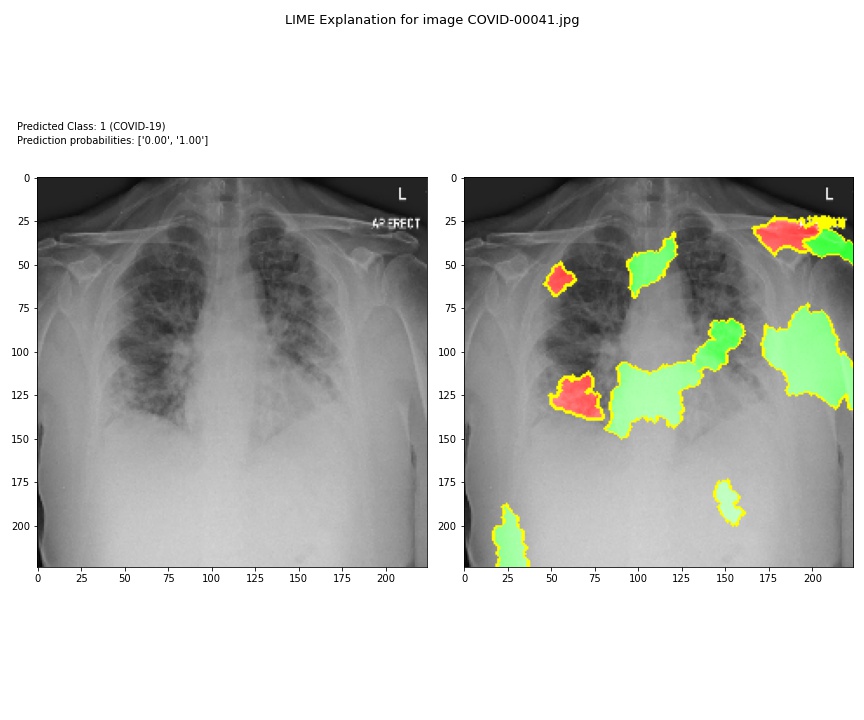 LIME Explanation for image COVID-00041.jpg
Predicted Class: 1 (COVID-19)
Prediction probabilities: ['0.00', '1.00']
0
25
50
75
100
125
150
175
200
L
AP ERECT
0 25 50 75 100 125 150 175 200
0
25
50
75
100
125
150
175
200
L
0 25 50 75 100 125 150 175 200